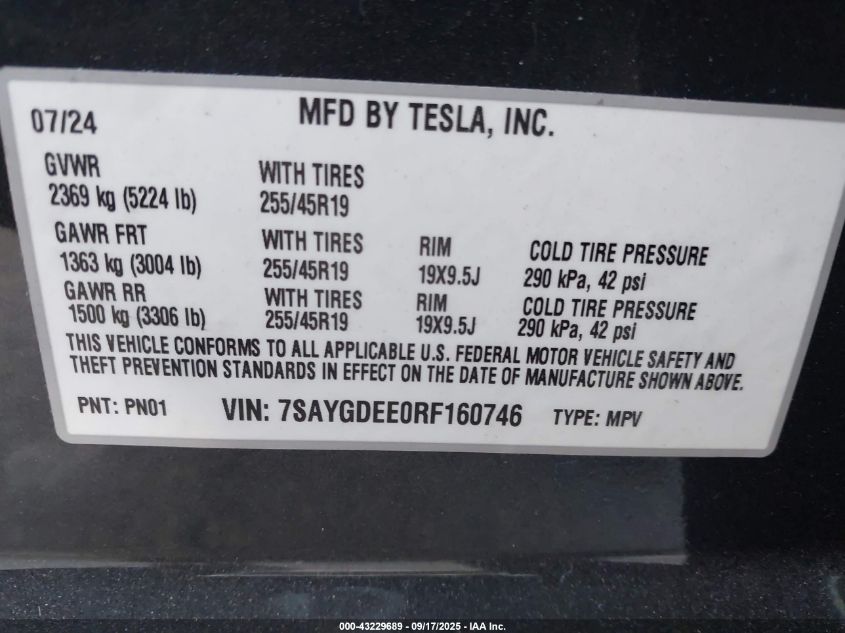 07/24 MFD BY TESLA, INC.
GVWR WITH TIRES
2369 kg (5224 lb) 255/45R19
GAWR FRT WITH TIRES RIM COLD TIRE PRESSURE
1363 kg (3004 lb) 255/45R19 19X9.5J 290 kPa, 42 psi
GAWR RR WITH TIRES RIM COLD TIRE PRESSURE
1500 kg (3306 lb) 255/45R19 19X9.5J 290 kPa, 42 psi
THIS VEHICLE CONFORMS TO ALL APPLICABLE U.S. FEDERAL MOTOR VEHICLE SAFETY AND
THEFT PREVENTION STANDARDS IN EFFECT ON THE DATE OF MANUFACTURE SHOWN ABOVE.
PNT: PN01 VIN: 7SAYGDEE0RF160746 TYPE: MPV
000-43229689 - 09/17/2025 - IAA Inc.